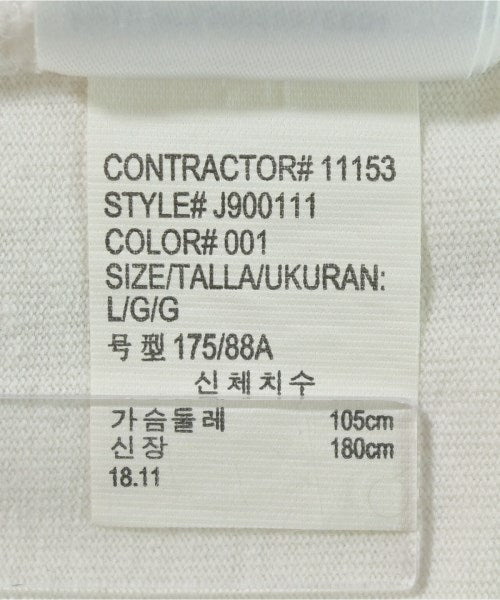 CONTRACTOR# 11153
STYLE# J900111
COLOR# 001
SIZE/TALLA/UKURAN:
L/G/G
号型 175/88A
신체치수
가슴둘레 105cm
신장 180cm
18.11